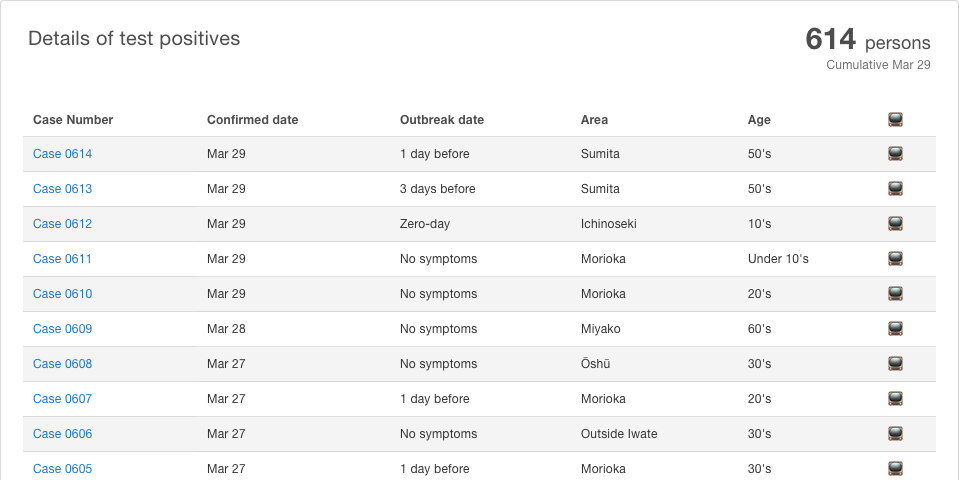 Details of test positives
614 persons
Cumulative Mar 29
Case Number Confirmed date Outbreak date Area Age
Case 0614 Mar 29 1 day before Sumita 50's
Case 0613 Mar 29 3 days before Sumita 50's
Case 0612 Mar 29 Zero-day Ichinoseki 10's
Case 0611 Mar 29 No symptoms Morioka Under 10's
Case 0610 Mar 29 No symptoms Morioka 20's
Case 0609 Mar 28 No symptoms Miyako 60's
Case 0608 Mar 27 No symptoms Ōshū 30's
Case 0607 Mar 27 1 day before Morioka 20's
Case 0606 Mar 27 No symptoms Outside Iwate 30's
Case 0605 Mar 27 1 day before Morioka 30's